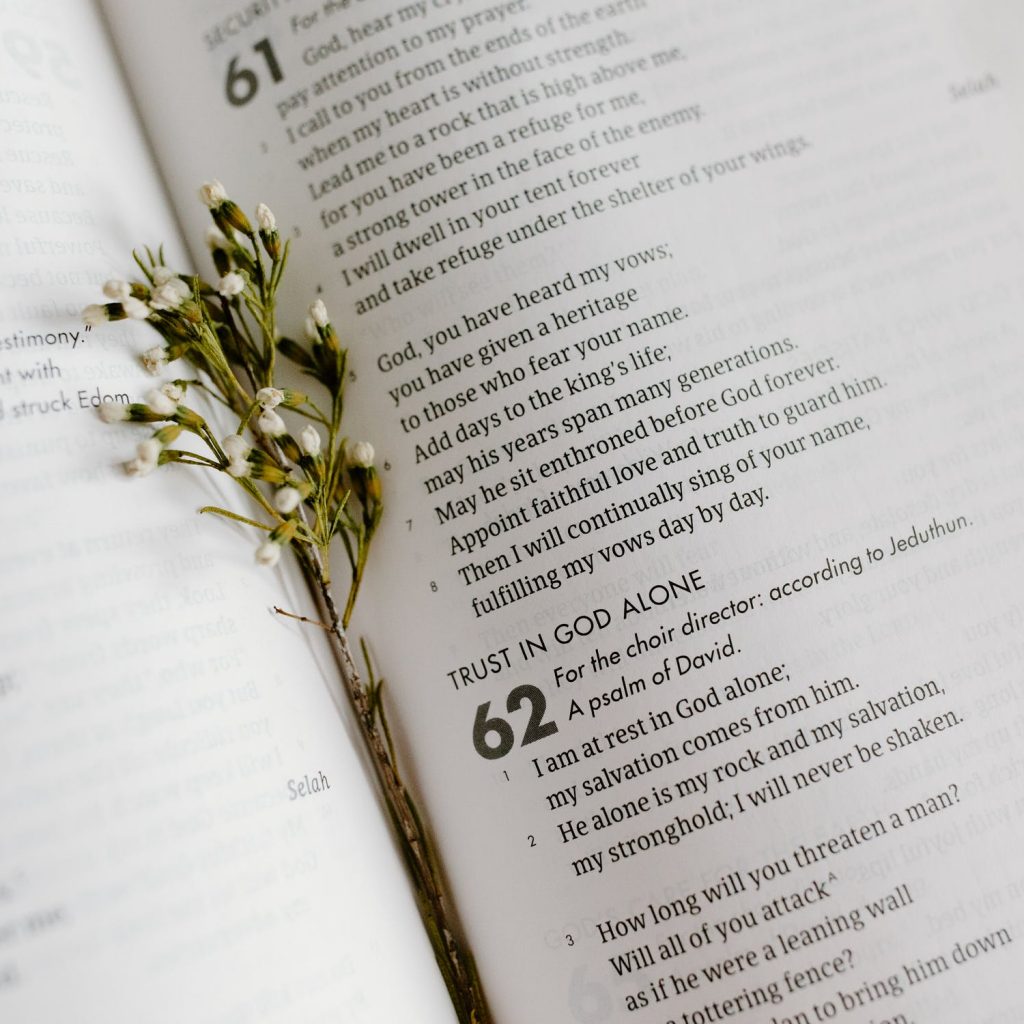 estimony."
with
struck Edom
Selah
SECURITY
61
For the
God, hear my cry
pay attention to my prayer.
I call to you from the ends of the earth
when my heart is without strength.
Lead me to a rock that is high above me,
3 for you have been a refuge for me,
a strong tower in the face of the enemy.
4 I will dwell in your tent forever
and take refuge under the shelter of your wings.
Selah
5 God, you have heard my vows;
you have given a heritage
to those who fear your name.
6 Add days to the king's life;
may his years span many generations.
7 May he sit enthroned before God forever.
Appoint faithful love and truth to guard him.
8 Then I will continually sing of your name,
fulfilling my vows day by day.
TRUST IN GOD ALONE
62
For the choir director: according to Jeduthun.
A psalm of David.
1 I am at rest in God alone;
my salvation comes from him.
2 He alone is my rock and my salvation,
my stronghold; I will never be shaken.
3 How long will you threaten a man?
Will all of you attack^A
as if he were a leaning wall
tottering fence?
to bring him down